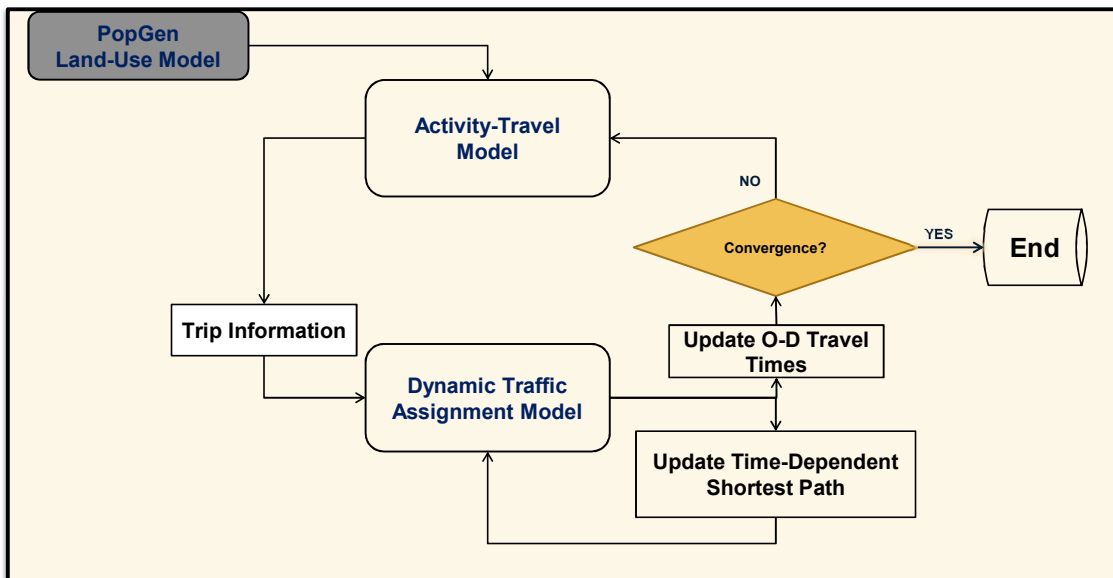 PopGen
Land-Use Model
Activity-Travel
Model
NO
Convergence?
YES
End
Trip Information
Update O-D Travel
Times
Dynamic Traffic
Assignment Model
Update Time-Dependent
Shortest Path